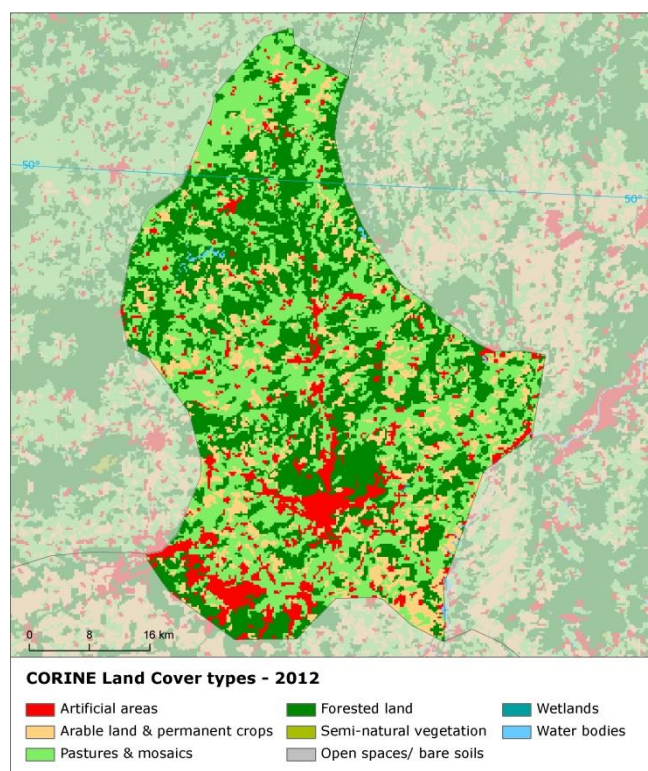 50°
50°
0 8 16 km
CORINE Land Cover types - 2012
Artificial areas
Arable land & permanent crops
Pastures & mosaics
Forested land
Semi-natural vegetation
Open spaces/ bare soils
Wetlands
Water bodies